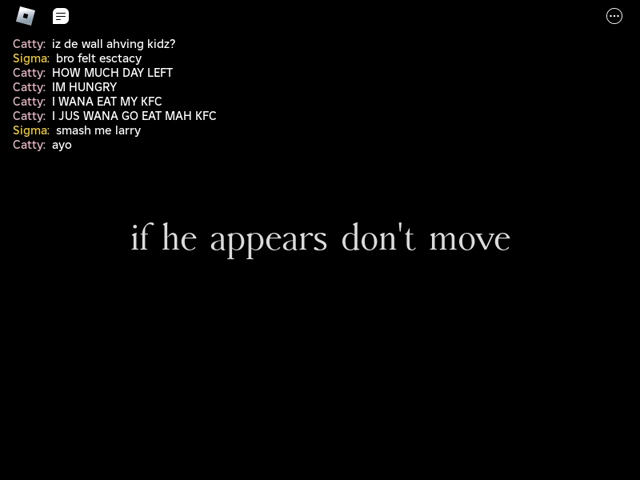 Catty: iz de wall ahving kidz?
Sigma: bro felt esctacy
Catty: HOW MUCH DAY LEFT
Catty: IM HUNGRY
Catty: I WANA EAT MY KFC
Catty: I JUS WANA GO EAT MAH KFC
Sigma: smash me larry
Catty: ayo
if he appears don't move